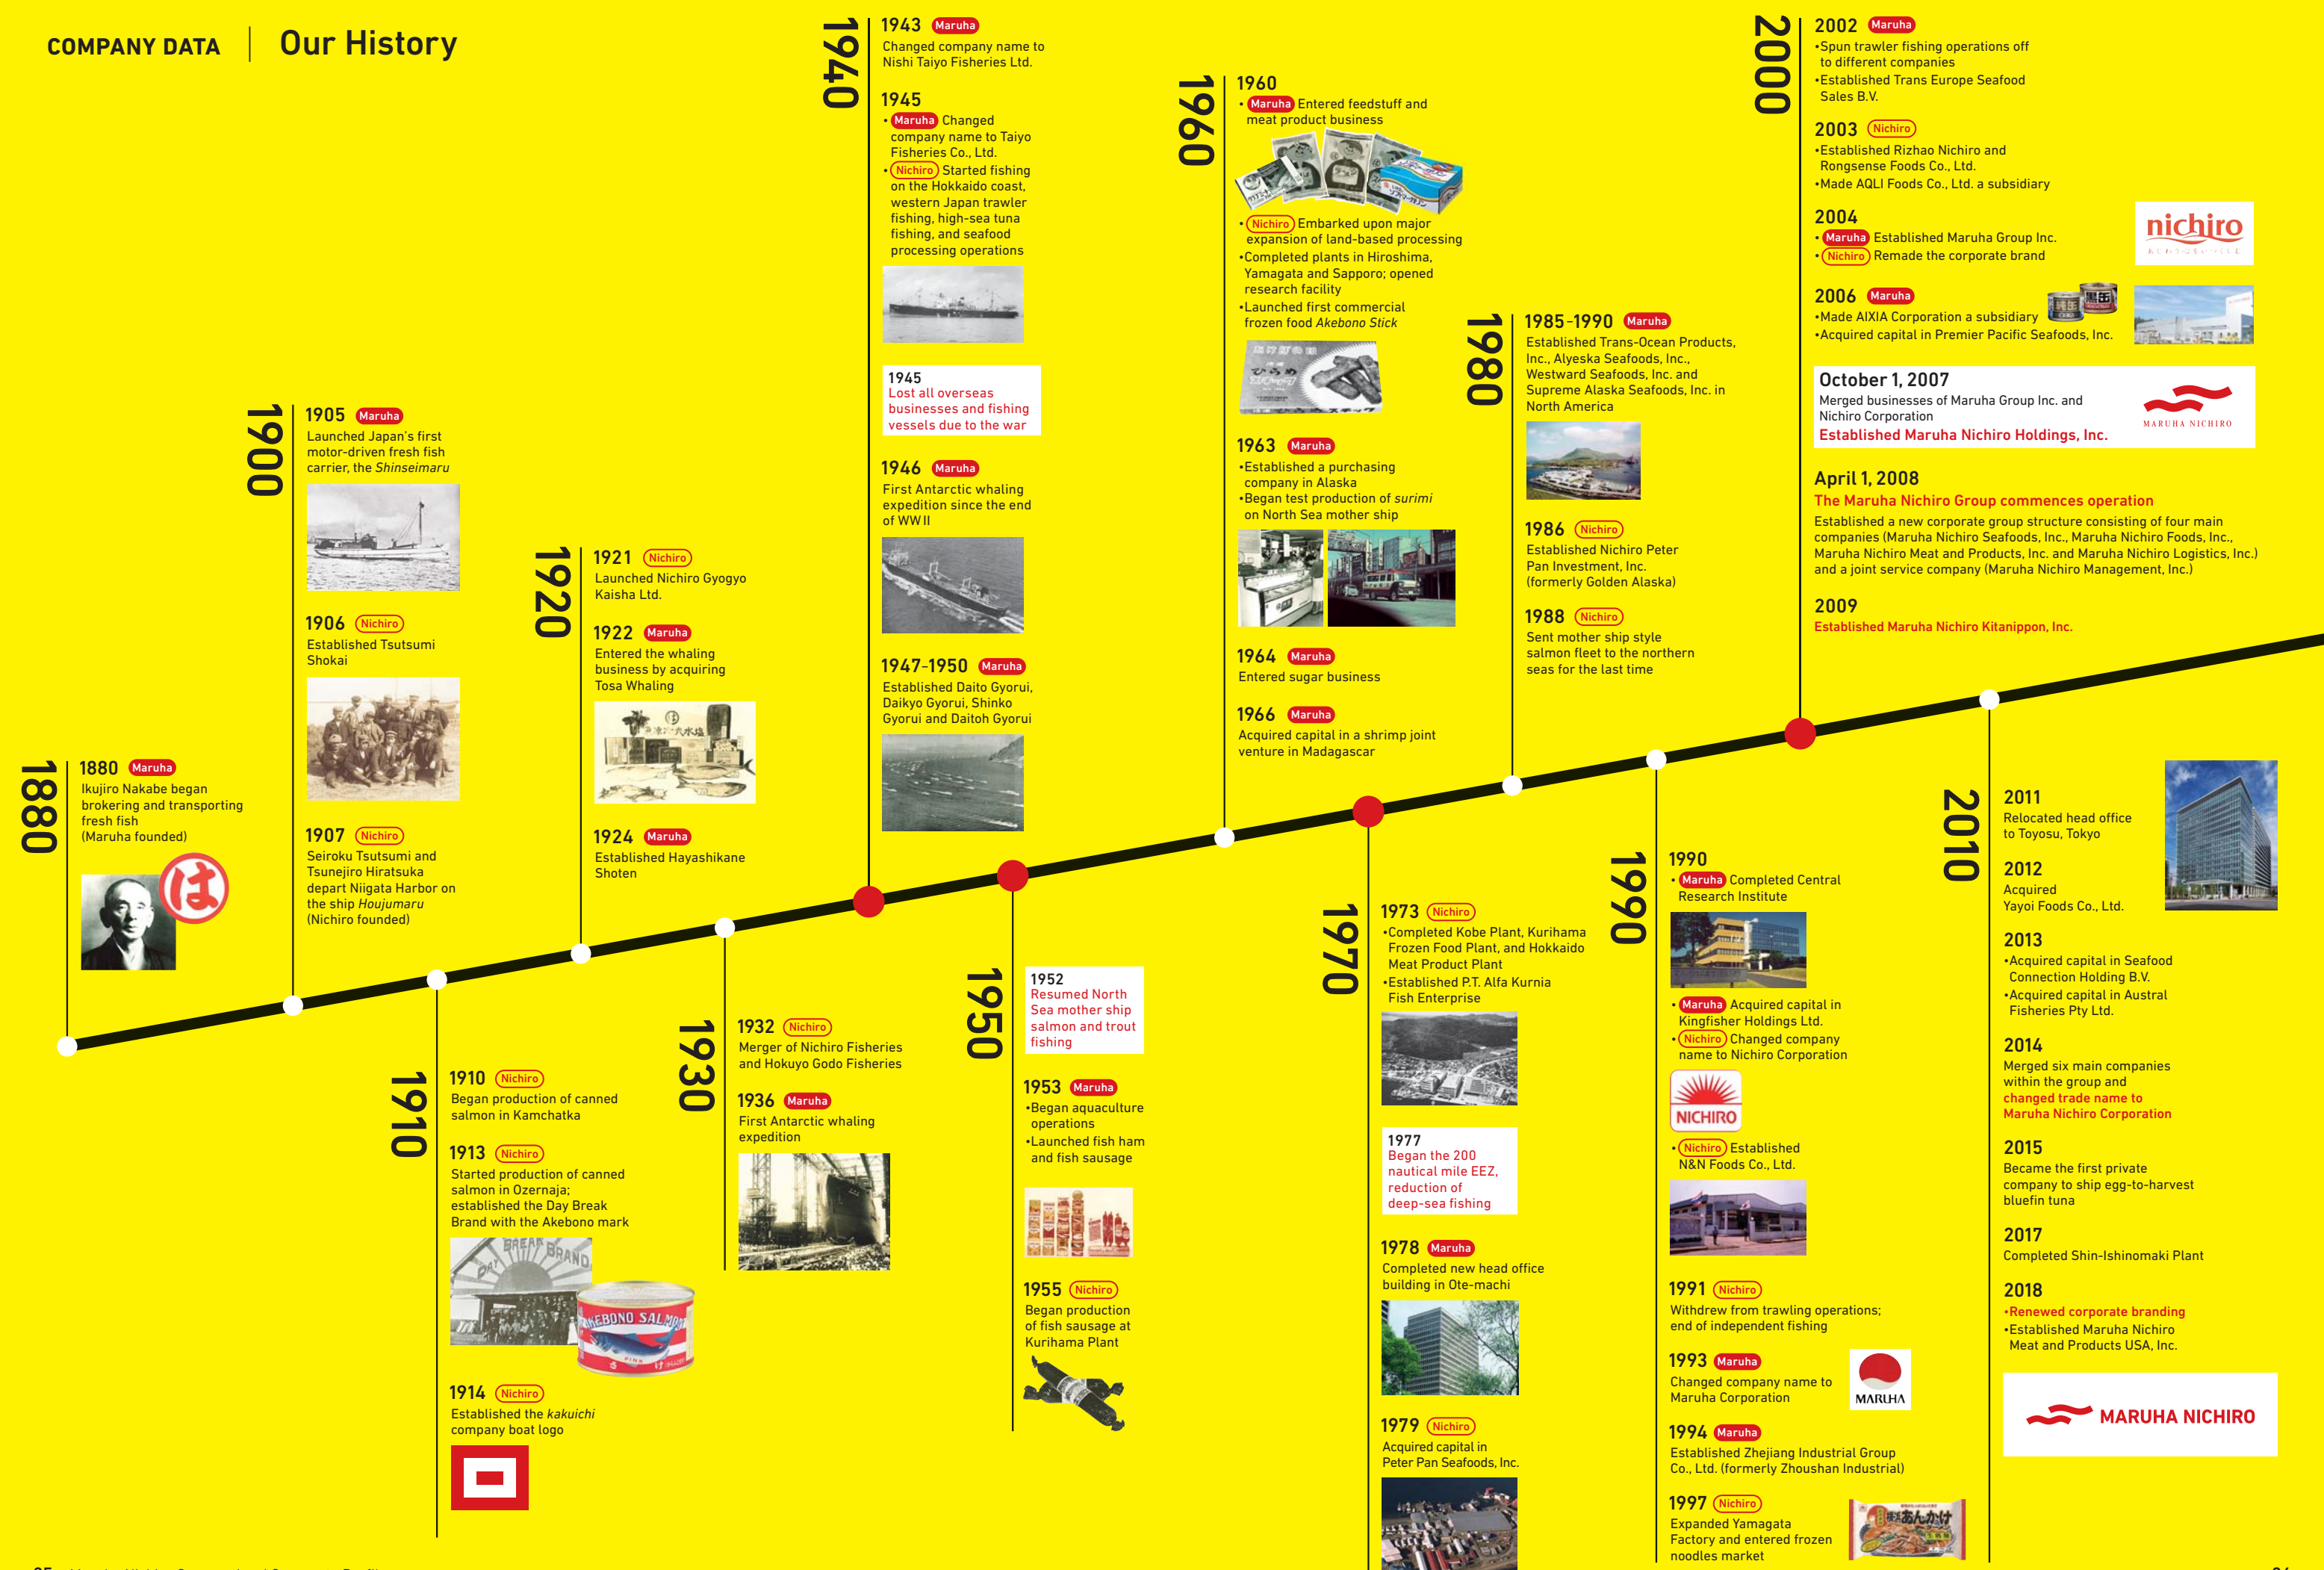 COMPANY DATA
Our History
1880
1880 Maruha
Ikujiro Nakabe began
brokering and transporting
fresh fish
(Maruha founded)
は
1900
1905 Maruha
Launched Japan's first
motor-driven fresh fish
carrier, the Shinseimaru
1906 Nichiro
Established Tsutsumi
Shokai
1907 Nichiro
Seiroku Tsutsumi and
Tsunejiro Hiratsuka
depart Niigata Harbor on
the ship Houjumaru
(Nichiro founded)
1910
1910 Nichiro
Began production of canned
salmon in Kamchatka
1913 Nichiro
Started production of canned
salmon in Ozernaja;
established the Day Break
Brand with the Akebono mark
DAY BREAK BRAND
AKEBONO SALMON
PINK
さけ
1914 Nichiro
Established the kakuichi
company boat logo
1920
1921 Nichiro
Launched Nichiro Gyogyo
Kaisha Ltd.
1922 Maruha
Entered the whaling
business by acquiring
Tosa Whaling
1924 Maruha
Established Hayashikane
Shoten
1930
1932 Nichiro
Merger of Nichiro Fisheries
and Hokuyo Godo Fisheries
1936 Maruha
First Antarctic whaling
expedition
1940
1943 Maruha
Changed company name to
Nishi Taiyo Fisheries Ltd.
1945
•Maruha Changed
company name to Taiyo
Fisheries Co., Ltd.
•Nichiro Started fishing
on the Hokkaido coast,
western Japan trawler
fishing, high-sea tuna
fishing, and seafood
processing operations
1945
Lost all overseas
businesses and fishing
vessels due to the war
1946 Maruha
First Antarctic whaling
expedition since the end
of WWII
1947-1950 Maruha
Established Daito Gyorui,
Daikyo Gyorui, Shinko
Gyorui and Daitoh Gyorui
1950
1952
Resumed North
Sea mother ship
salmon and trout
fishing
1953 Maruha
•Began aquaculture
operations
•Launched fish ham
and fish sausage
1955 Nichiro
Began production
of fish sausage at
Kurihama Plant
1960
1960
•Maruha Entered feedstuff and
meat product business
•Nichiro Embarked upon major
expansion of land-based processing
•Completed plants in Hiroshima,
Yamagata and Sapporo; opened
research facility
•Launched first commercial
frozen food Akebono Stick
ひらめ
1963 Maruha
•Established a purchasing
company in Alaska
•Began test production of surimi
on North Sea mother ship
1964 Maruha
Entered sugar business
1966 Maruha
Acquired capital in a shrimp joint
venture in Madagascar
1970
1973 Nichiro
•Completed Kobe Plant, Kurihama
Frozen Food Plant, and Hokkaido
Meat Product Plant
•Established P.T. Alfa Kurnia
Fish Enterprise
1977
Began the 200
nautical mile EEZ,
reduction of
deep-sea fishing
1978 Maruha
Completed new head office
building in Ote-machi
1979 Nichiro
Acquired capital in
Peter Pan Seafoods, Inc.
1980
1985-1990 Maruha
Established Trans-Ocean Products,
Inc., Alyeska Seafoods, Inc.,
Westward Seafoods, Inc. and
Supreme Alaska Seafoods, Inc. in
North America
1986 Nichiro
Established Nichiro Peter
Pan Investment, Inc.
(formerly Golden Alaska)
1988 Nichiro
Sent mother ship style
salmon fleet to the northern
seas for the last time
1990
1990
•Maruha Completed Central
Research Institute
•Maruha Acquired capital in
Kingfisher Holdings Ltd.
•Nichiro Changed company
name to Nichiro Corporation
NICHIRO
•Nichiro Established
N&N Foods Co., Ltd.
1991 Nichiro
Withdrew from trawling operations;
end of independent fishing
1993 Maruha
Changed company name to
Maruha Corporation
MARUHA
1994 Maruha
Established Zhejiang Industrial Group
Co., Ltd. (formerly Zhoushan Industrial)
1997 Nichiro
Expanded Yamagata
Factory and entered frozen
noodles market
あんかけ
2000
2002 Maruha
•Spun trawler fishing operations off
to different companies
•Established Trans Europe Seafood
Sales B.V.
2003 Nichiro
•Established Rizhao Nichiro and
Rongsense Foods Co., Ltd.
•Made AQLI Foods Co., Ltd. a subsidiary
2004
•Maruha Established Maruha Group Inc.
•Nichiro Remade the corporate brand
nichiro
2006 Maruha
•Made AIXIA Corporation a subsidiary
•Acquired capital in Premier Pacific Seafoods, Inc.
黒缶
October 1, 2007
Merged businesses of Maruha Group Inc. and
Nichiro Corporation
Established Maruha Nichiro Holdings, Inc.
MARUHA NICHIRO
April 1, 2008
The Maruha Nichiro Group commences operation
Established a new corporate group structure consisting of four main
companies (Maruha Nichiro Seafoods, Inc., Maruha Nichiro Foods, Inc.,
Maruha Nichiro Meat and Products, Inc. and Maruha Nichiro Logistics, Inc.)
and a joint service company (Maruha Nichiro Management, Inc.)
2009
Established Maruha Nichiro Kitanippon, Inc.
2010
2011
Relocated head office
to Toyosu, Tokyo
2012
Acquired
Yayoi Foods Co., Ltd.
2013
•Acquired capital in Seafood
Connection Holding B.V.
•Acquired capital in Austral
Fisheries Pty Ltd.
2014
Merged six main companies
within the group and
changed trade name to
Maruha Nichiro Corporation
2015
Became the first private
company to ship egg-to-harvest
bluefin tuna
2017
Completed Shin-Ishinomaki Plant
2018
•Renewed corporate branding
•Established Maruha Nichiro
Meat and Products USA, Inc.
MARUHA NICHIRO